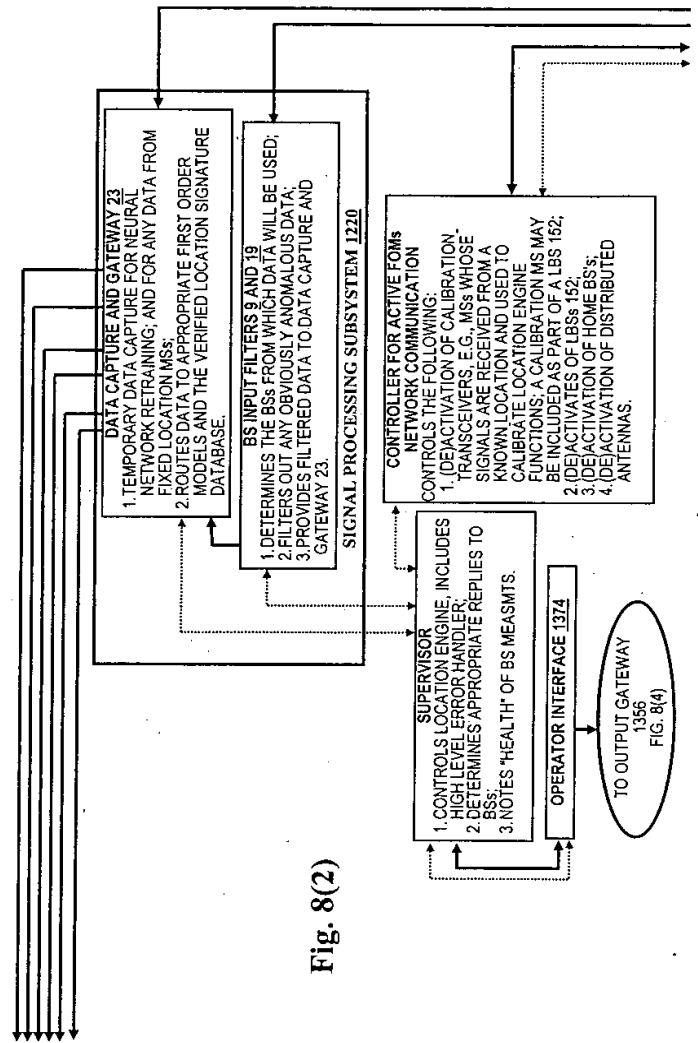 DATA CAPTURE AND GATEWAY 23
1. TEMPORARY DATA CAPTURE FOR NEURAL
NETWORK RETRAINING; AND FOR ANY DATA FROM
FIXED LOCATION MSs;
2. ROUTES DATA TO APPROPRIATE FIRST ORDER
MODELS AND THE VERIFIED LOCATION SIGNATURE
DATABASE.
BS INPUT FILTERS 9 AND 19
1. DETERMINES THE BSs FROM WHICH DATA WILL BE USED;
2. FILTERS OUT ANY OBVIOUSLY ANOMALOUS DATA;
3. PROVIDES FILTERED DATA TO DATA CAPTURE AND
GATEWAY 23.
SIGNAL PROCESSING SUBSYSTEM 1220
CONTROLLER FOR ACTIVE FOMs
NETWORK COMMUNICATION
CONTROLS THE FOLLOWING:
1. (DE)ACTIVATION OF CALIBRATION
TRANSCEIVERS, E.G., MSs WHOSE
SIGNALS ARE RECEIVED FROM A
KNOWN LOCATION AND USED TO
CALIBRATE LOCATION ENGINE
FUNCTIONS; A CALIBRATION MS MAY
BE INCLUDED AS PART OF A LBS 152;
2. (DE)ACTIVATES OF LBSs 152;
3. (DE)ACTIVATION OF HOME BS's;
4. (DE)ACTIVATION OF DISTRIBUTED
ANTENNAS.
SUPERVISOR
1. CONTROLS LOCATION ENGINE, INCLUDES
HIGH LEVEL ERROR HANDLER;
2. DETERMINES APPROPRIATE REPLIES TO
BSs;
3. NOTES "HEALTH" OF BS MEASMTS.
OPERATOR INTERFACE 1374
TO OUTPUT GATEWAY
1356
FIG. 8(4)
Fig. 8(2)